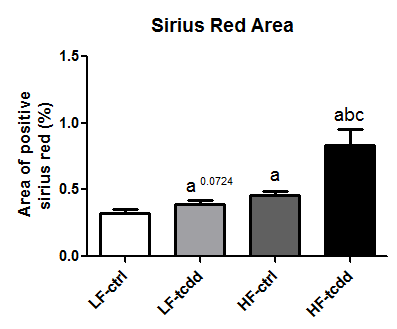 Sirius Red Area
Area of positive
sirius red (%)
1.5
1.0
0.5
0.0
a 0.0724
a
abc
LF-ctrl
LF-tcdd
HF-ctrl
HF-tcdd